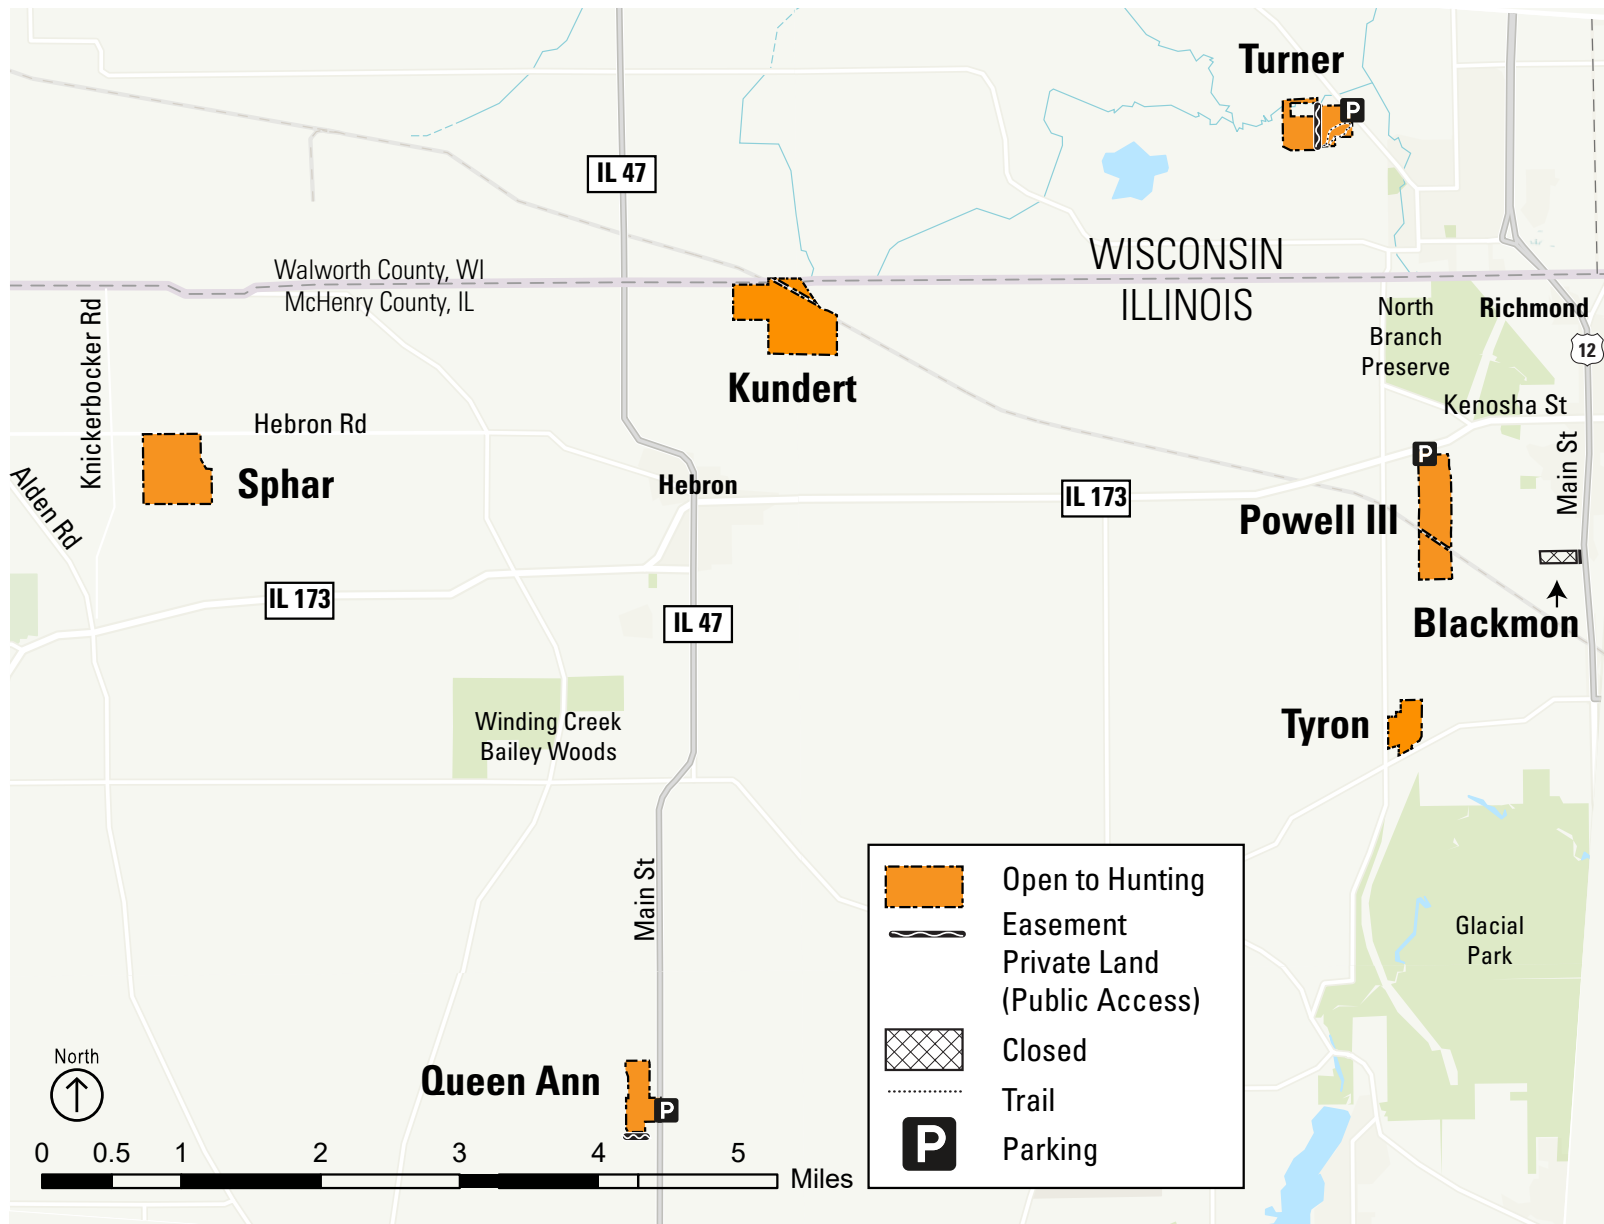 Turner
P
IL 47
WISCONSIN
Walworth County, WI
McHenry County, IL
ILLINOIS
North
Branch
Preserve
Richmond
12
Knickerbocker Rd
Kundert
Kenosha St
Hebron Rd
Main St
P
Sphar
Hebron
IL 173
Alden Rd
Powell III
IL 173
IL 47
Blackmon
Winding Creek
Bailey Woods
Tyron
Main St
Open to Hunting
Easement
Private Land
(Public Access)
Closed
Trail
P
Parking
Glacial
Park
North
Queen Ann
P
0 0.5 1 2 3 4 5
Miles